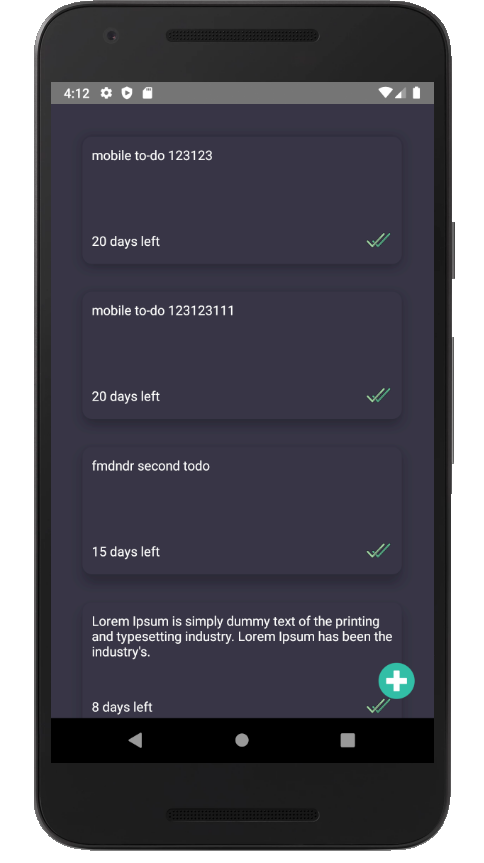 4:12
mobile to-do 123123
20 days left
mobile to-do 123123111
20 days left
fmdndr second todo
15 days left
Lorem Ipsum is simply dummy text of the printing
and typesetting industry. Lorem Ipsum has been the
industry's.
8 days left